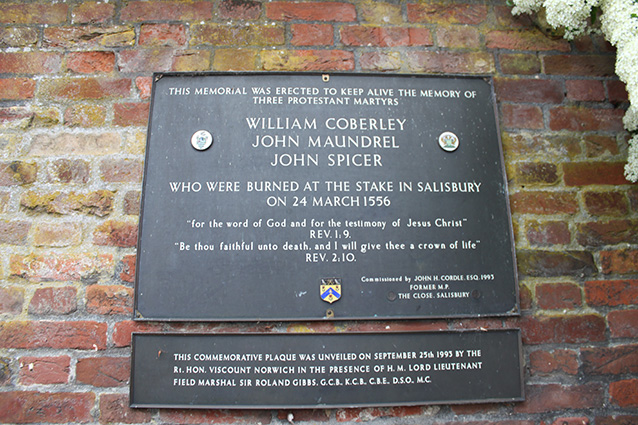 THIS MEMORIAL WAS ERECTED TO KEEP ALIVE THE MEMORY OF
THREE PROTESTANT MARTYRS
WILLIAM COBERLEY
JOHN MAUNDREL
JOHN SPICER
WHO WERE BURNED AT THE STAKE IN SALISBURY
ON 24 MARCH 1556
"for the word of God and for the testimony of Jesus Christ"
REV. 1; 9.
"Be thou faithful unto death, and I will give thee a crown of life"
REV. 2; 10.
Commissioned by JOHN H. CORDLE. ESQ. 1993
FORMER M.P.
THE CLOSE, SALISBURY
THIS COMMEMORATIVE PLAQUE WAS UNVEILED ON SEPTEMBER 25th 1993 BY THE
Rt. HON. VISCOUNT NORWICH IN THE PRESENCE OF H. M. LORD LIEUTENANT
FIELD MARSHAL SIR ROLAND GIBBS, G.C.B. K.C.B. C.B.E. D.S.O. M.C.